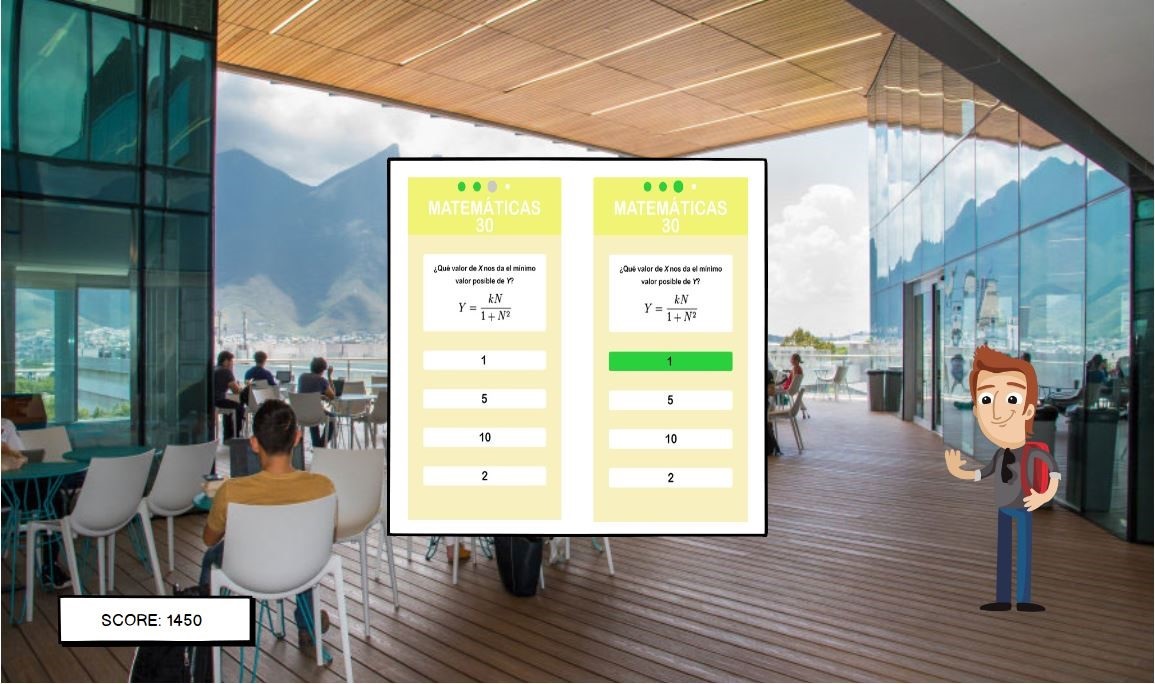 MATEMÁTICAS
30
¿Qué valor de X nos da el mínimo
valor posible de Y?
Y = kN / (1 + N²)
1
5
10
2
MATEMÁTICAS
30
¿Qué valor de X nos da el mínimo
valor posible de Y?
Y = kN / (1 + N²)
1
5
10
2
SCORE: 1450